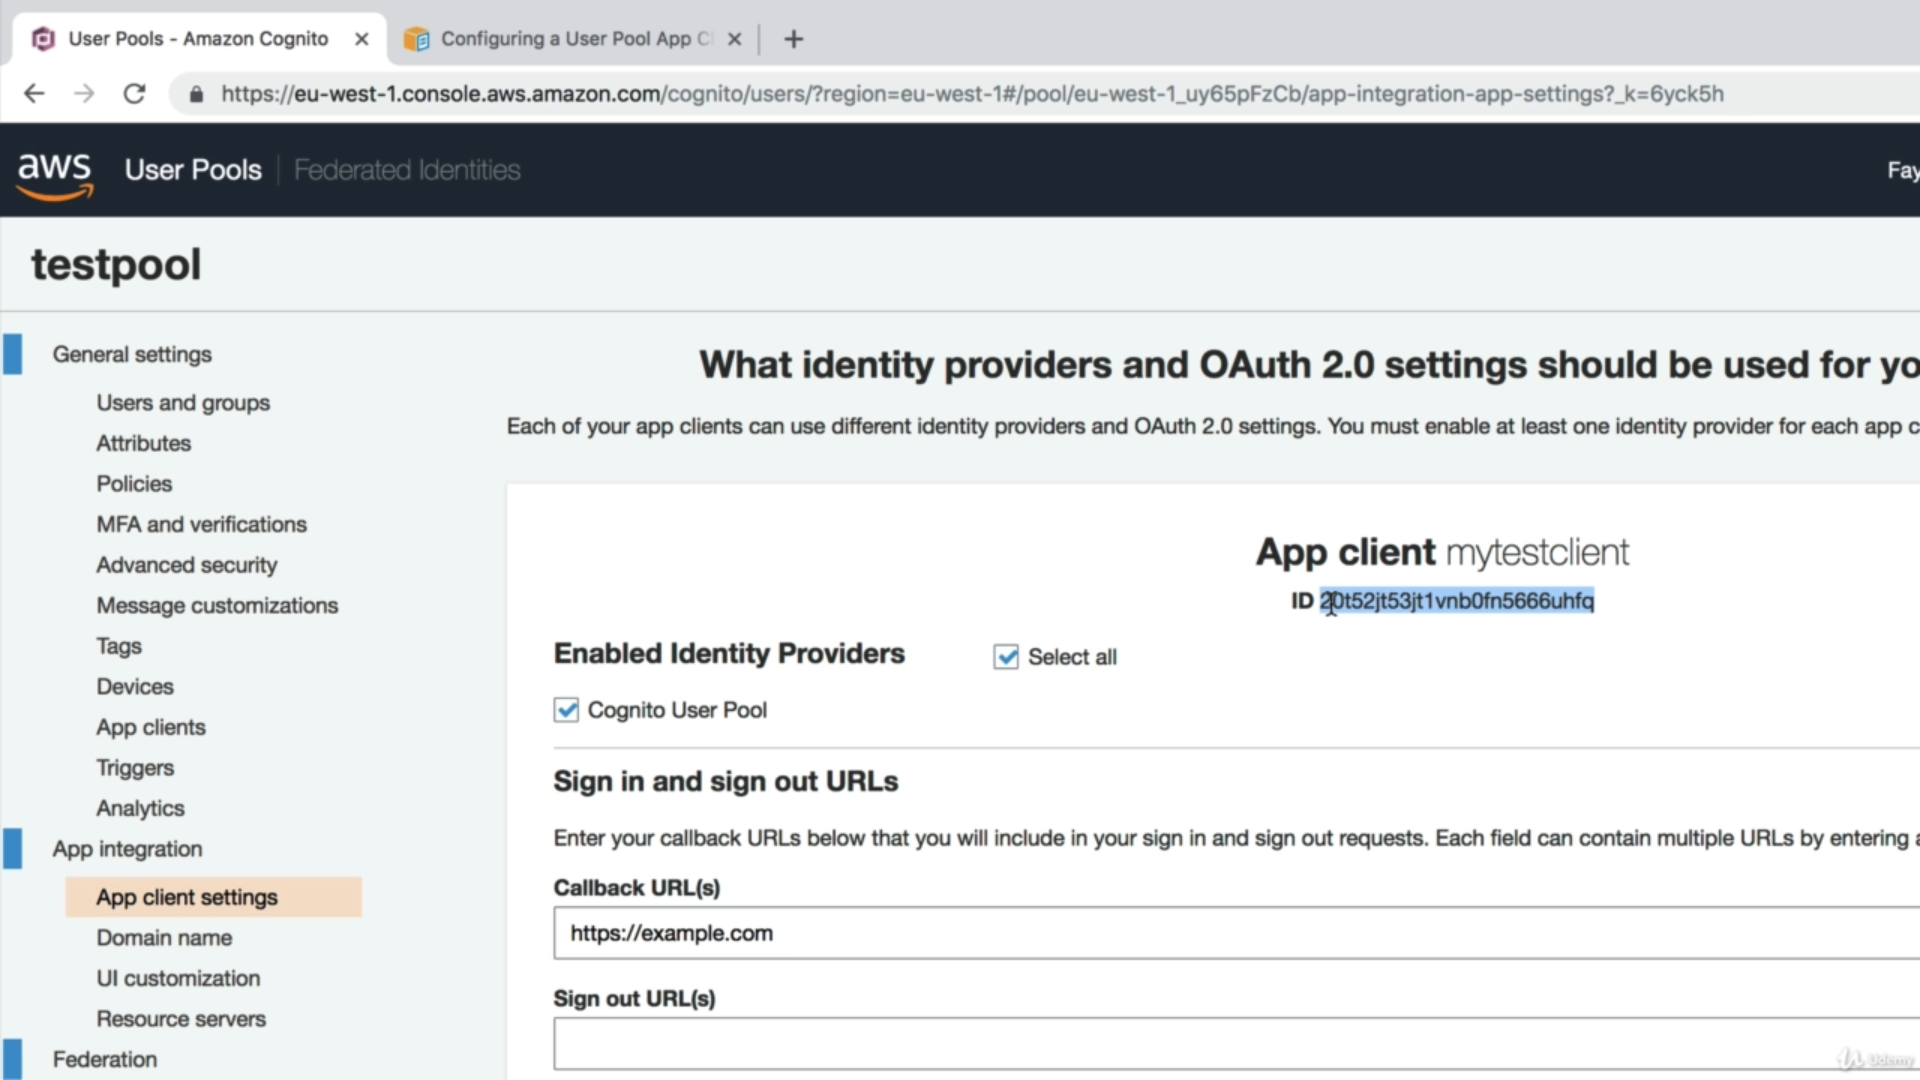 User Pools - Amazon Cognito
Configuring a User Pool App C
https://eu-west-1.console.aws.amazon.com/cognito/users/?region=eu-west-1#/pool/eu-west-1_uy65pFzCb/app-integration-app-settings?_k=6yck5h
aws User Pools Federated Identities Fay
testpool
General settings
Users and groups
Attributes
Policies
MFA and verifications
Advanced security
Message customizations
Tags
Devices
App clients
Triggers
Analytics
App integration
App client settings
Domain name
UI customization
Resource servers
Federation
What identity providers and OAuth 2.0 settings should be used for yo
Each of your app clients can use different identity providers and OAuth 2.0 settings. You must enable at least one identity provider for each app c
App client mytestclient
ID 20t52jt53jt1vnb0fn5666uhfq
Enabled Identity Providers
Select all
Cognito User Pool
Sign in and sign out URLs
Enter your callback URLs below that you will include in your sign in and sign out requests. Each field can contain multiple URLs by entering a
Callback URL(s)
https://example.com
Sign out URL(s)
Udemy